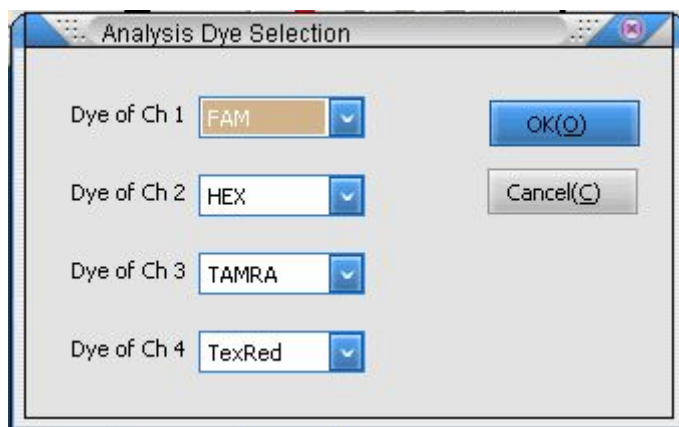 Analysis Dye Selection
Dye of Ch 1 FAM OK(O)
Dye of Ch 2 HEX Cancel(C)
Dye of Ch 3 TAMRA
Dye of Ch 4 TexRed